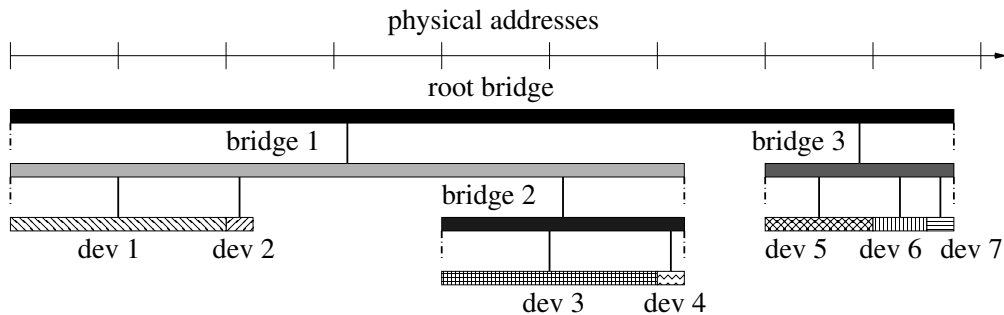 physical addresses
root bridge
bridge 1
bridge 3
bridge 2
dev 1
dev 2
dev 5
dev 6
dev 7
dev 3
dev 4